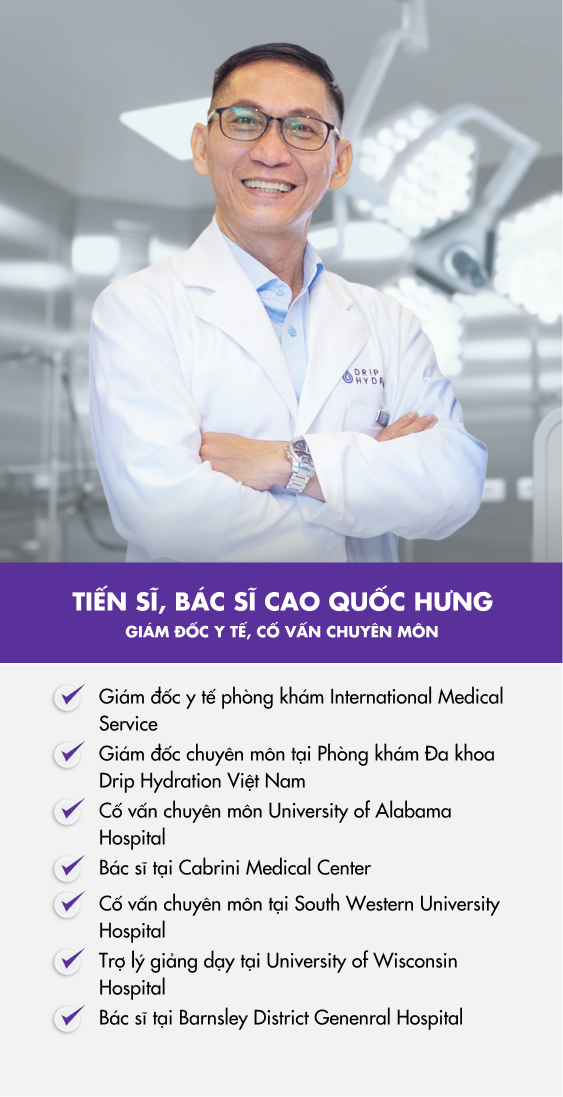 DRIP
HYDR
TIẾN SĨ, BÁC SĨ CAO QUỐC HƯNG
GIÁM ĐỐC Y TẾ, CỐ VẤN CHUYÊN MÔN
Giám đốc y tế phòng khám International Medical
Service
Giám đốc chuyên môn tại Phòng khám Đa khoa
Drip Hydration Việt Nam
Cố vấn chuyên môn University of Alabama
Hospital
Bác sĩ tại Cabrini Medical Center
Cố vấn chuyên môn tại South Western University
Hospital
Trợ lý giảng dạy tại University of Wisconsin
Hospital
Bác sĩ tại Barnsley District Genenral Hospital